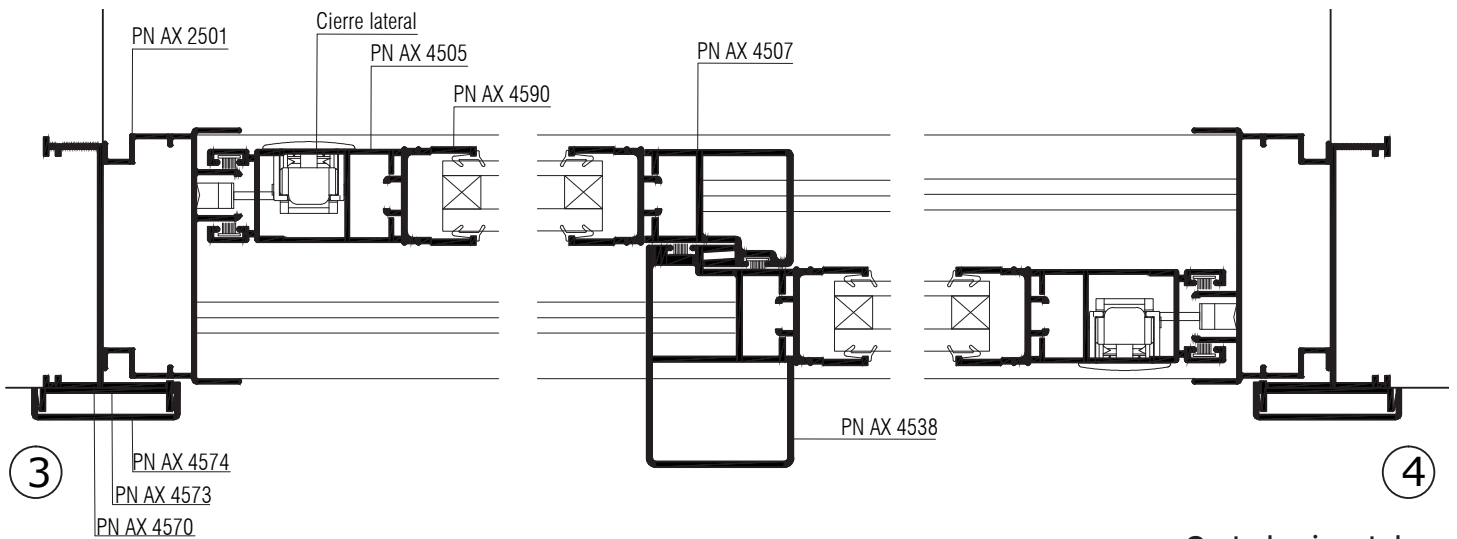 Cierre lateral
PN AX 2501
PN AX 4505
PN AX 4507
PN AX 4590
PN AX 4538
3
4
PN AX 4574
PN AX 4573
PN AX 4570